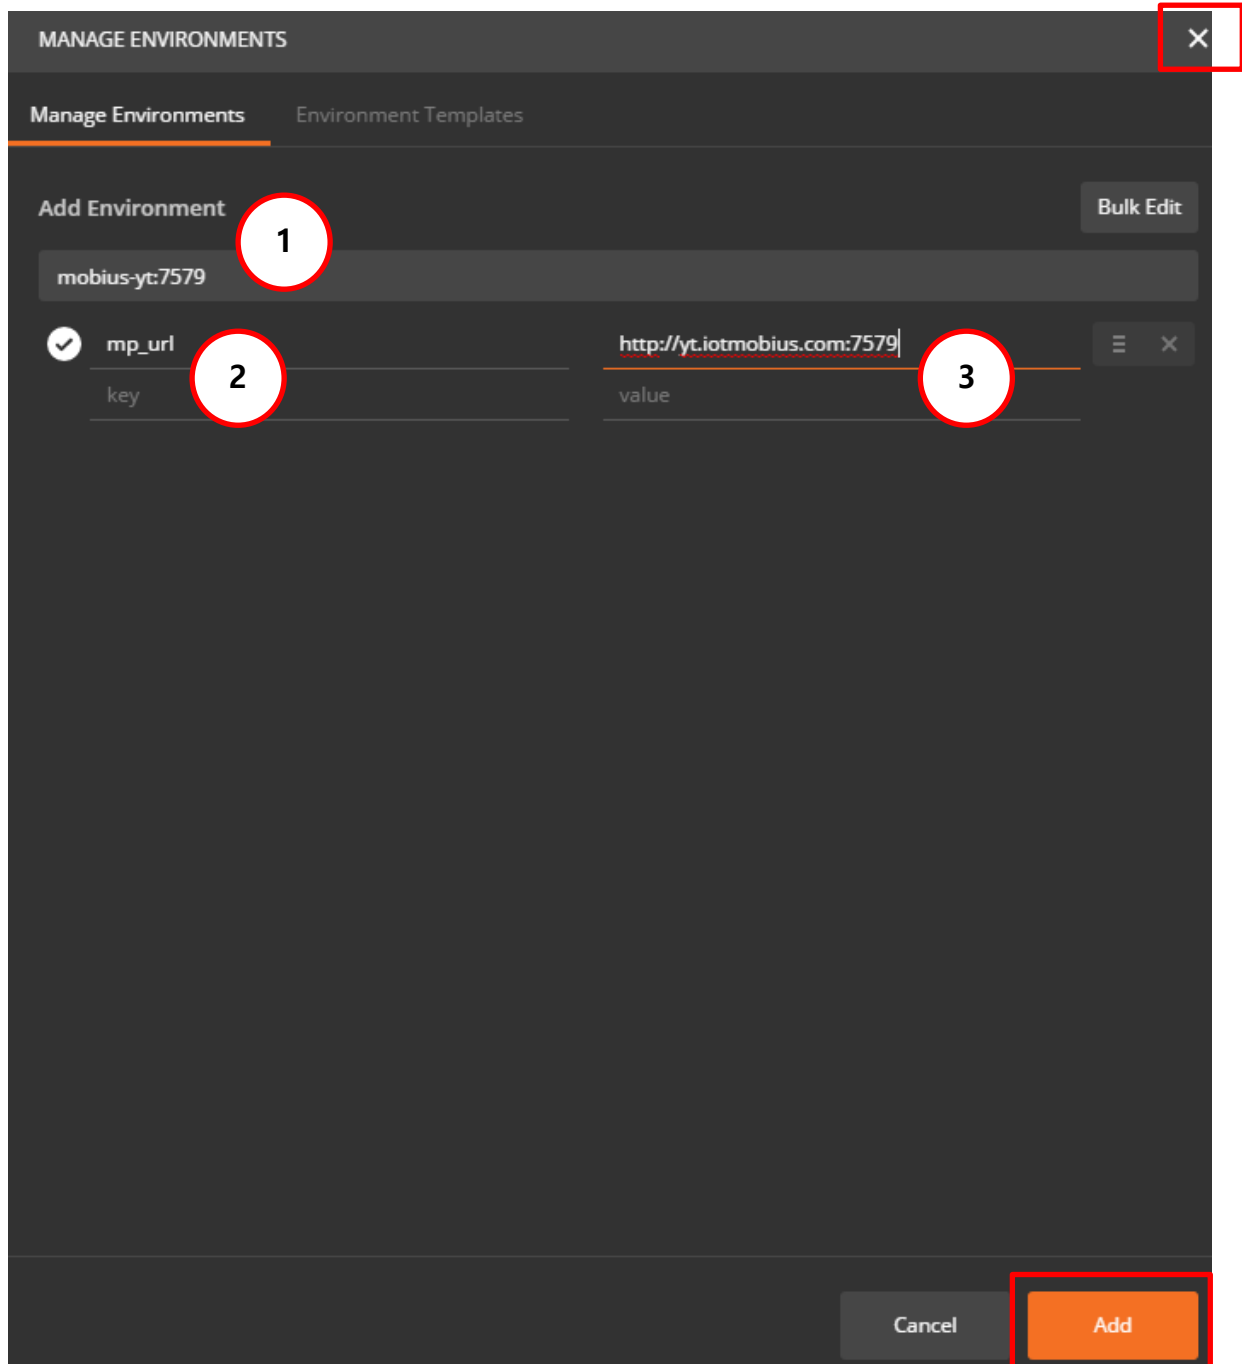 MANAGE ENVIRONMENTS
Manage Environments Environment Templates
Add Environment Bulk Edit
1
mobius-yt:7579
mp_url http://yt.iotmobius.com:7579
2 3
key value
Cancel Add